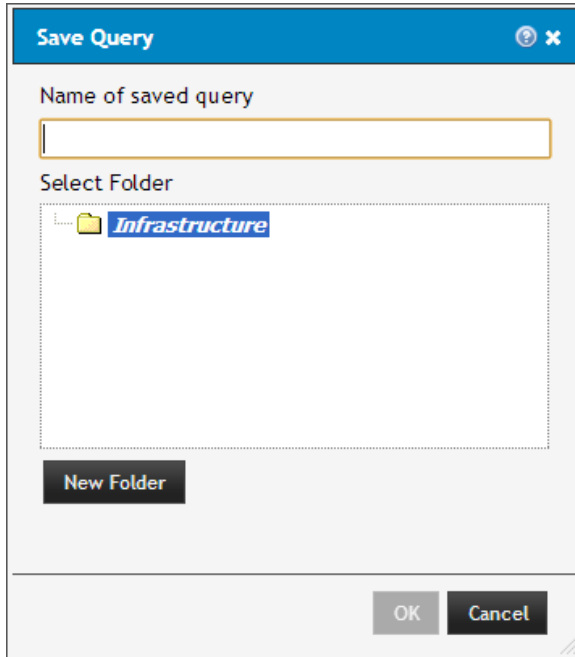 Save Query
Name of saved query
Select Folder
Infrastructure
New Folder
OK Cancel